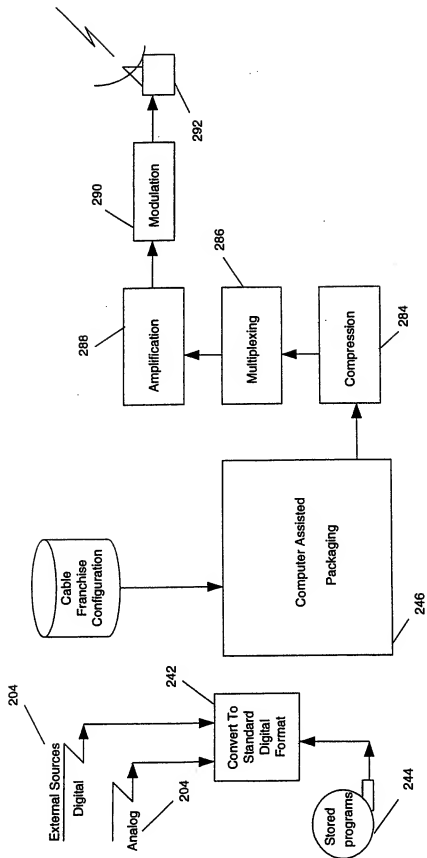 204
External Sources
Digital
Analog
204
242
Convert To
Standard
Digital
Format
Stored
programs
244
Cable
Franchise
Configuration
Computer Assisted
Packaging
246
Compression
284
Multiplexing
286
Amplification
288
Modulation
290
292